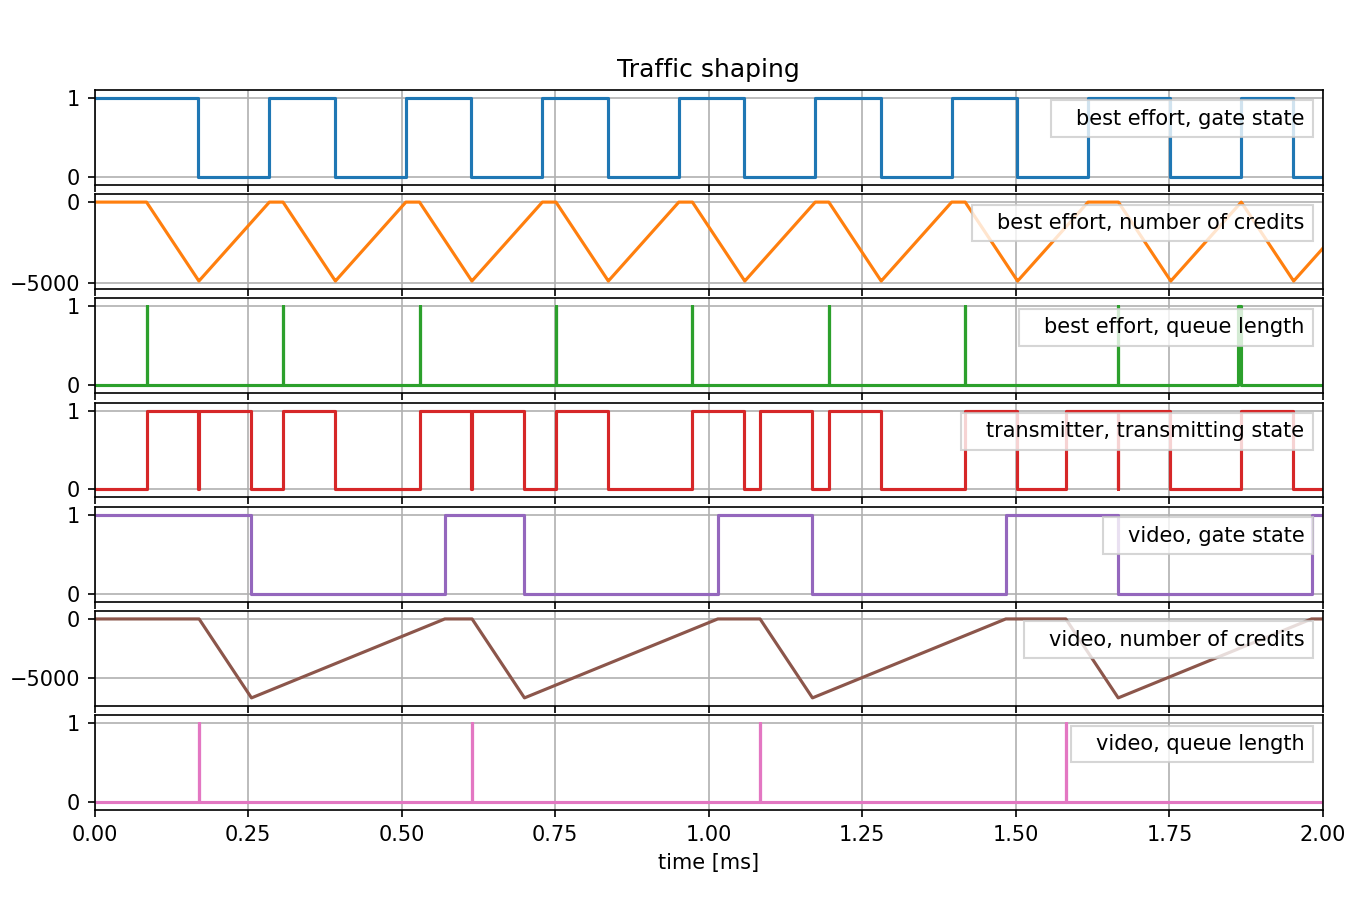 Traffic shaping
1
best effort, gate state
0
0
best effort, number of credits
−5000
1
best effort, queue length
0
1
transmitter, transmitting state
0
1
video, gate state
0
0
video, number of credits
−5000
1
video, queue length
0
0.00 0.25 0.50 0.75 1.00 1.25 1.50 1.75 2.00
time [ms]